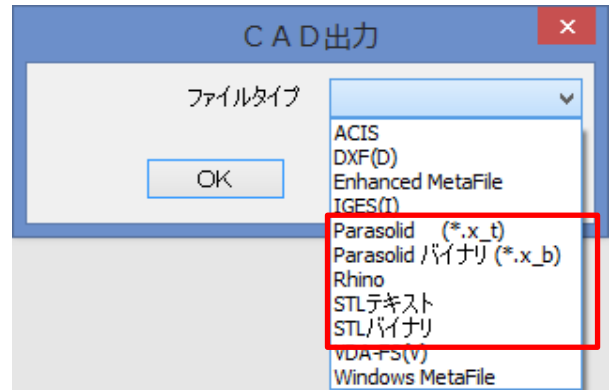 CAD出力
ファイルタイプ
ACIS
DXF(D)
Enhanced MetaFile
IGES(I)
OK
Parasolid (*.x_t)
Parasolid バイナリ (*.x_b)
Rhino
STLテキスト
STLバイナリ
VDA-FS(V)
Windows MetaFile